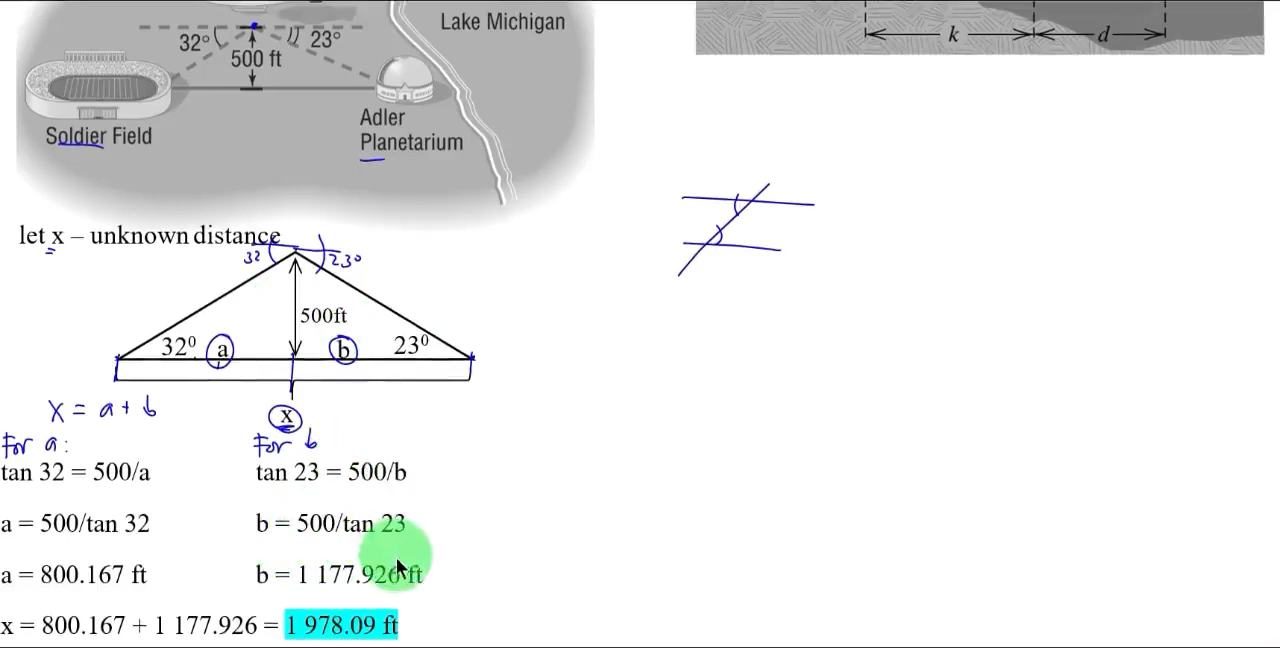 Lake Michigan
32° 23°
500 ft
k d
Adler
Planetarium
Soldier Field
let x – unknown distance
32 23⁰
500ft
32⁰ a b 23⁰
x = a + b x
For a: For b
tan 32 = 500/a tan 23 = 500/b
a = 500/tan 32 b = 500/tan 23
a = 800.167 ft b = 1 177.926 ft
x = 800.167 + 1 177.926 = 1 978.09 ft